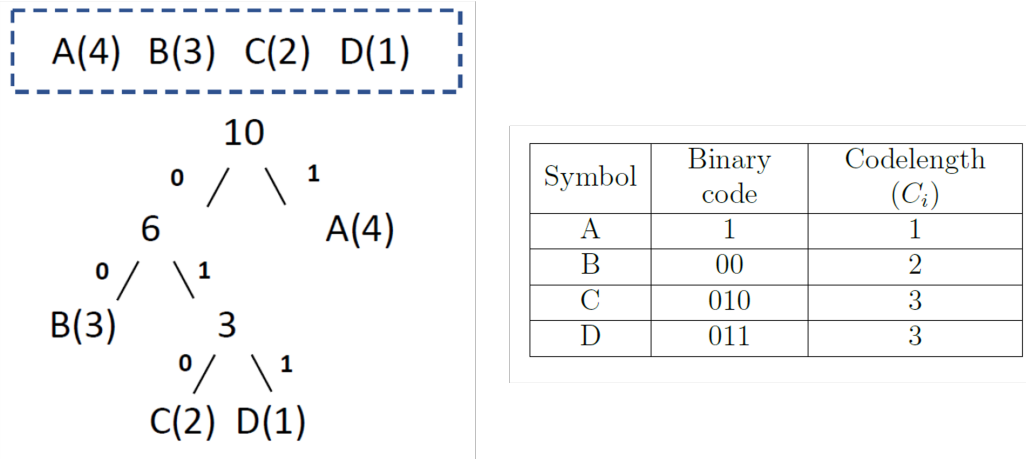 A(4) B(3) C(2) D(1)
10
0 1
6 A(4)
0 1
B(3) 3
0 1
C(2) D(1)
Symbol Binary code Codelength (Cᵢ)
A 1 1
B 00 2
C 010 3
D 011 3